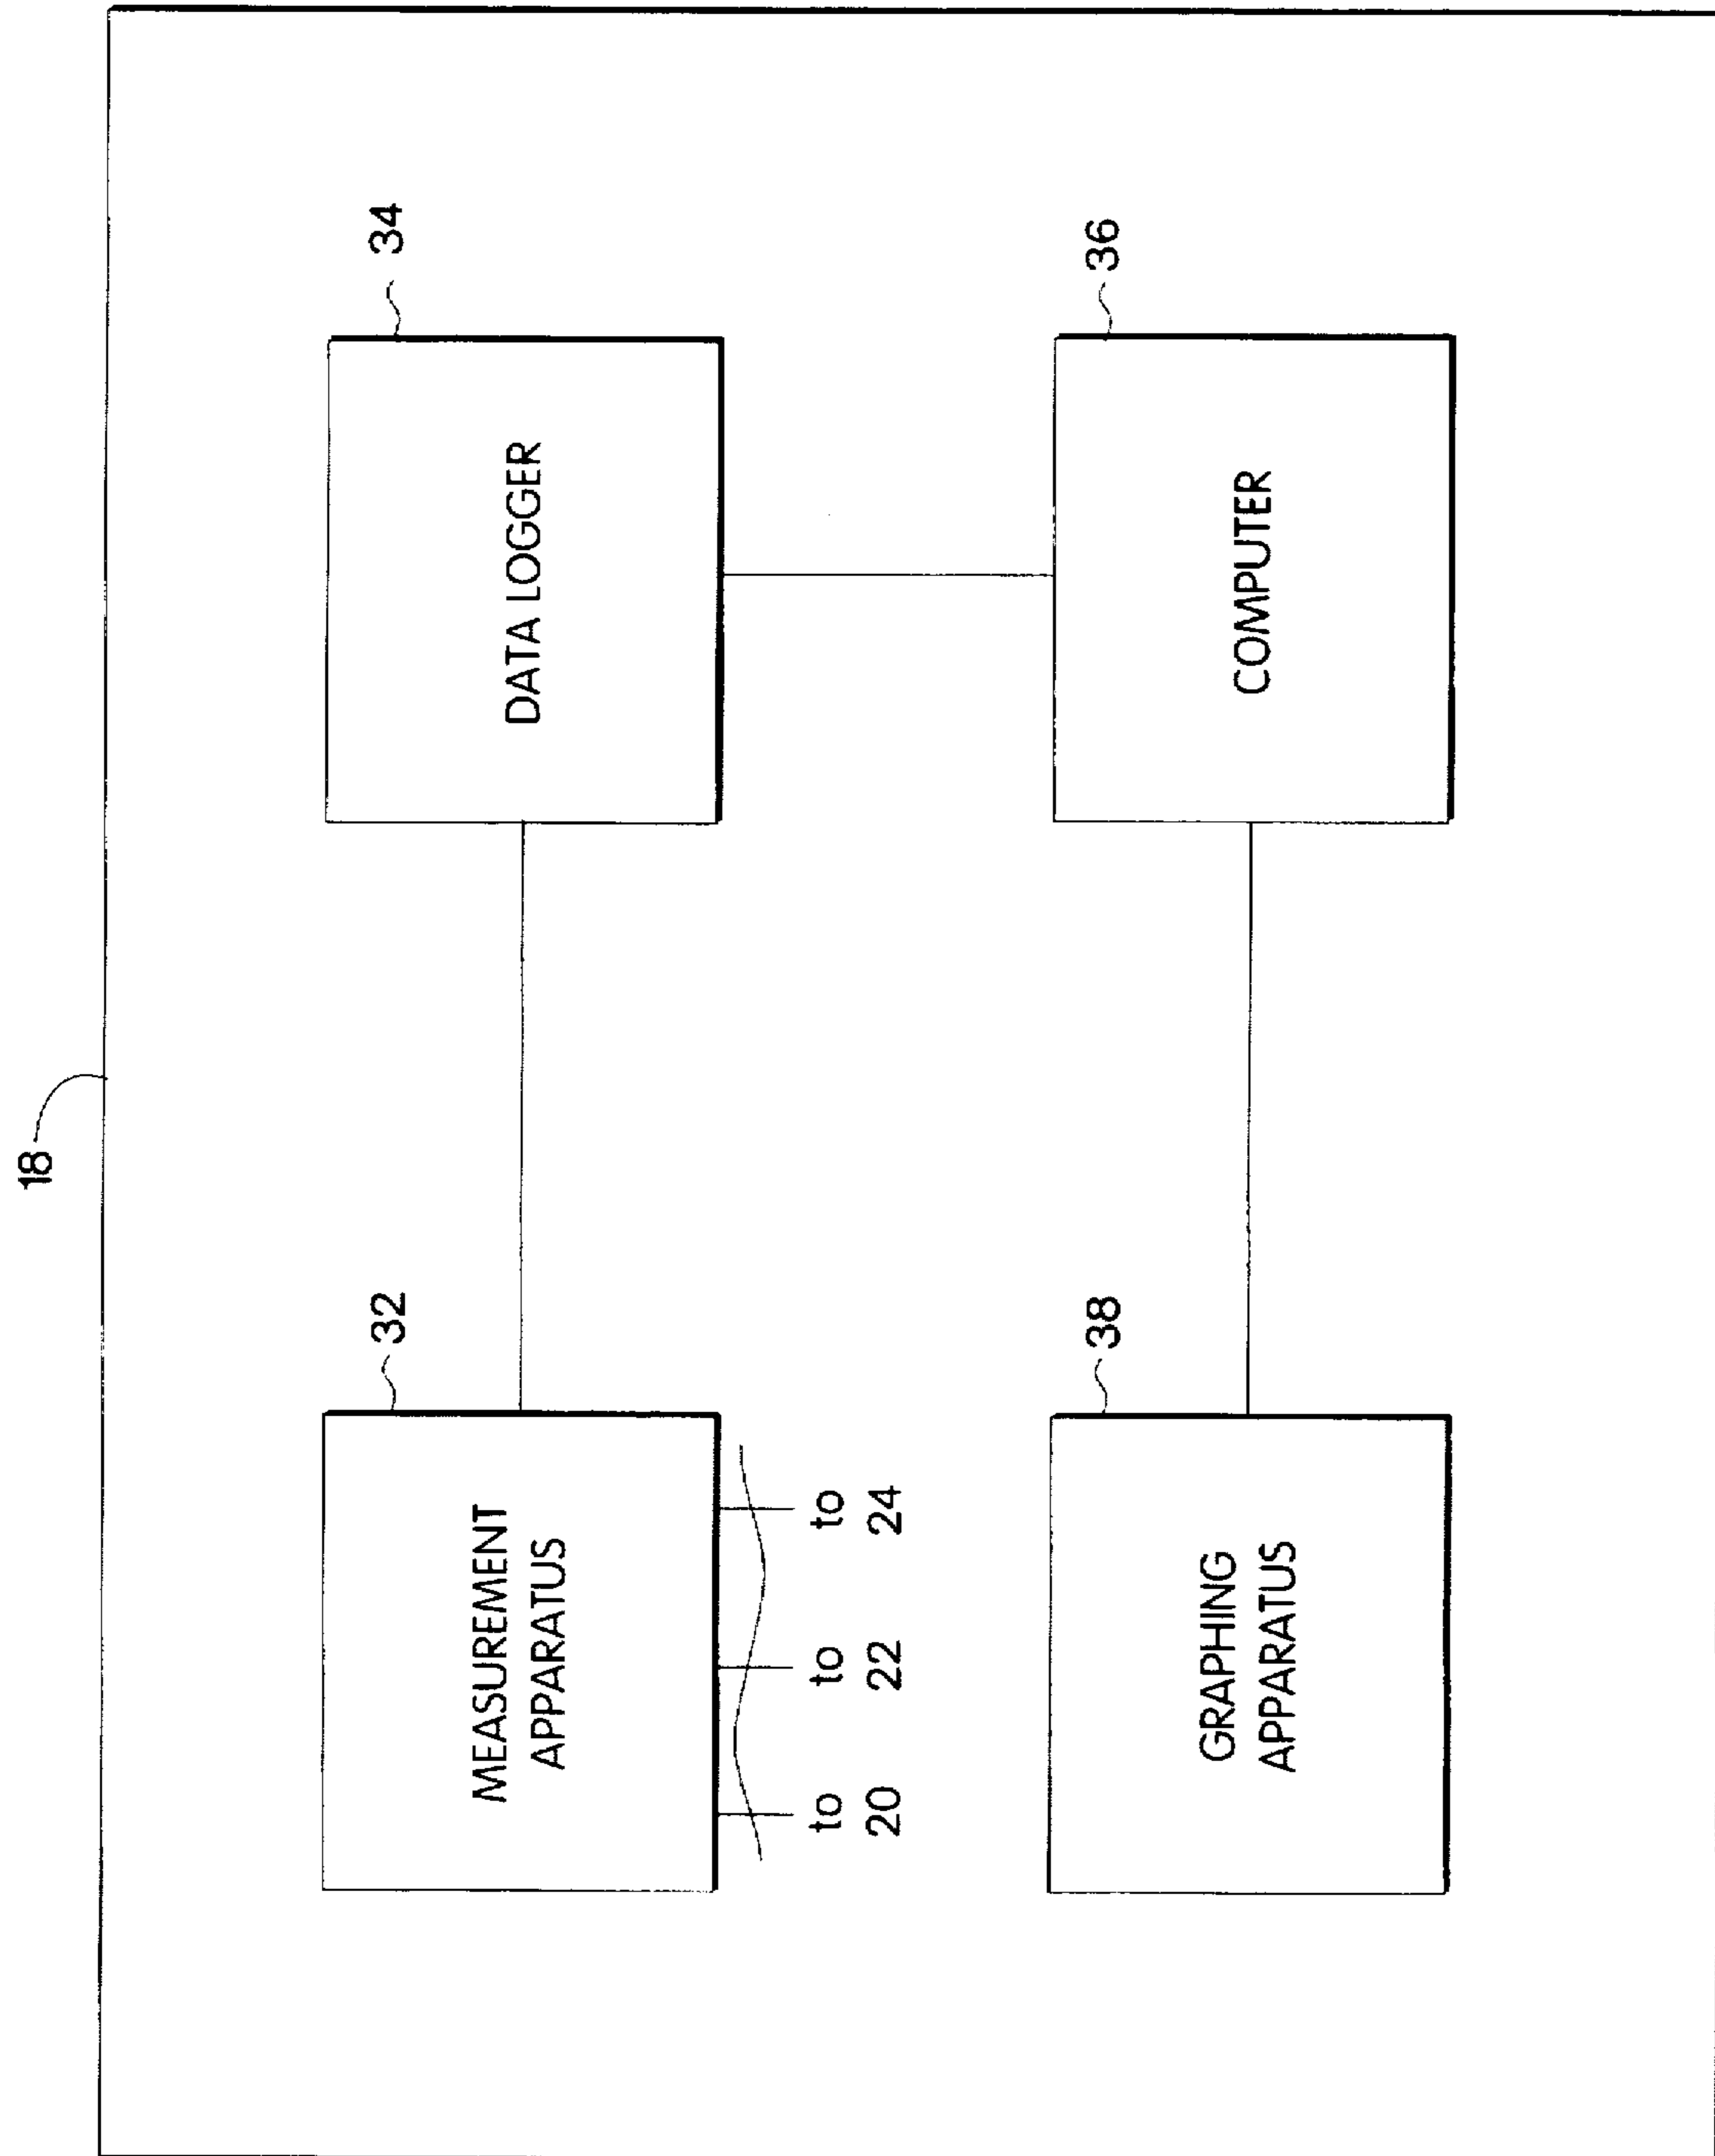 18
32
MEASUREMENT
APPARATUS
to
20
to
22
to
24
34
DATA LOGGER
38
GRAPHING
APPARATUS
36
COMPUTER